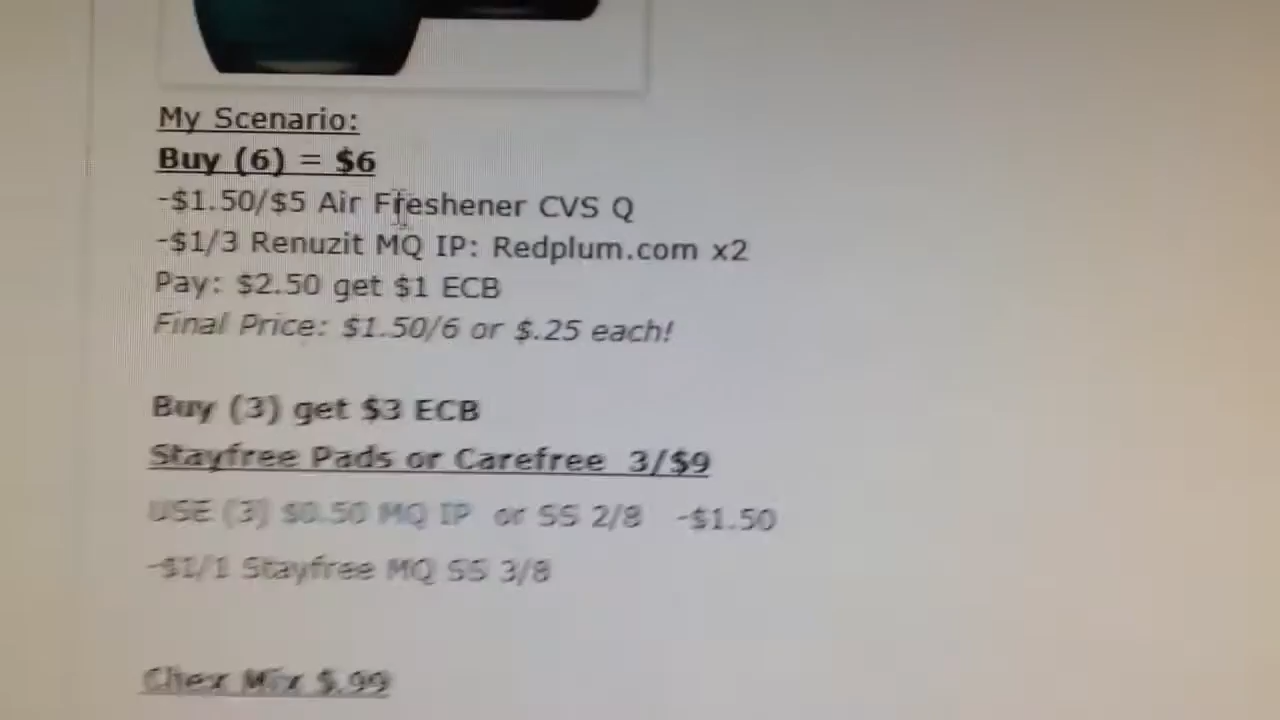 My Scenario:
Buy (6) = $6
-$1.50/$5 Air Freshener CVS Q
-$1/3 Renuzit MQ IP: Redplum.com x2
Pay: $2.50 get $1 ECB
Final Price: $1.50/6 or $.25 each!
Buy (3) get $3 ECB
Stayfree Pads or Carefree 3/$9
USE (3) $0.50 MQ IP or SS 2/8 -$1.50
-$1/1 Stayfree MQ SS 3/8
Chex Mix $.99